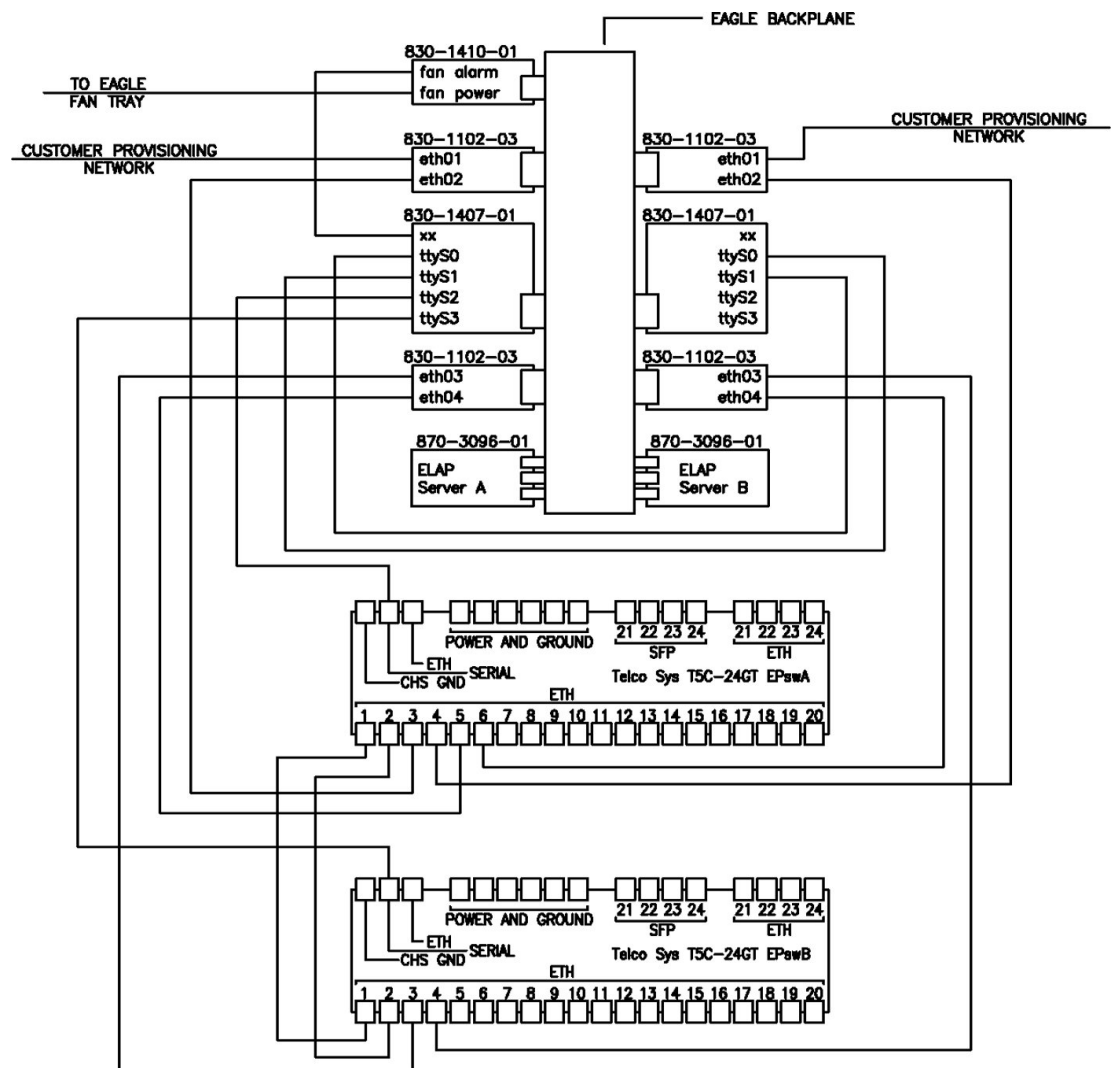 EAGLE BACKPLANE
830-1410-01
fan alarm
fan power
TO EAGLE
FAN TRAY
CUSTOMER PROVISIONING
NETWORK
830-1102-03
eth01
eth02
830-1102-03
eth01
eth02
CUSTOMER PROVISIONING
NETWORK
830-1407-01
xx
ttyS0
ttyS1
ttyS2
ttyS3
830-1407-01
xx
ttyS0
ttyS1
ttyS2
ttyS3
830-1102-03
eth03
eth04
830-1102-03
eth03
eth04
870-3096-01
ELAP
Server A
870-3096-01
ELAP
Server B
21 22 23 24
21 22 23 24
POWER AND GROUND
SFP
ETH
ETH
SERIAL
CHS GND
Telco Sys T5C-24GT EPswA
ETH
1 2 3 4 5 6 7 8 9 10 11 12 13 14 15 16 17 18 19 20
21 22 23 24
21 22 23 24
POWER AND GROUND
SFP
ETH
ETH
SERIAL
CHS GND
Telco Sys T5C-24GT EPswB
ETH
1 2 3 4 5 6 7 8 9 10 11 12 13 14 15 16 17 18 19 20